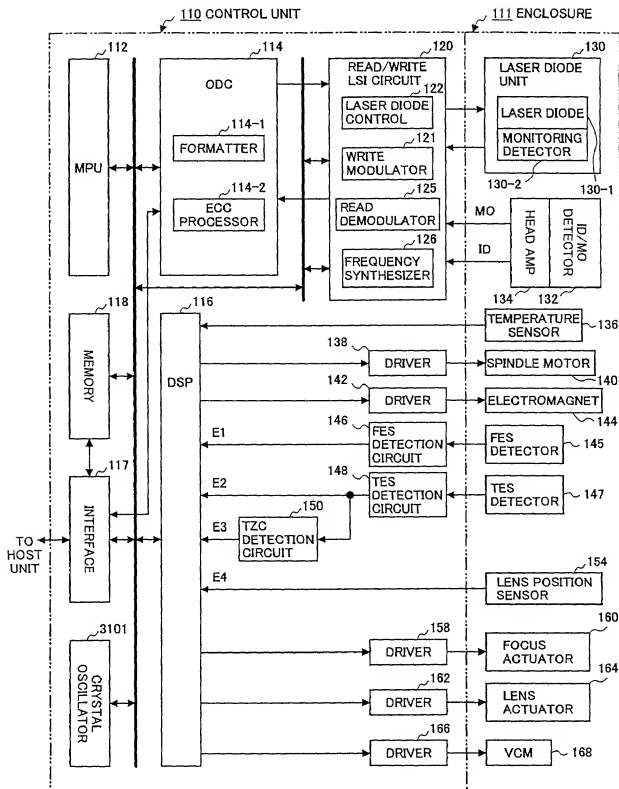 110 CONTROL UNIT
111 ENCLOSURE
112
MPU
114
ODC
114-1
FORMATTER
114-2
ECC
PROCESSOR
120
READ/WRITE
LSI CIRCUIT
122
LASER DIODE
CONTROL
121
WRITE
MODULATOR
125
READ
DEMODULATOR
126
FREQUENCY
SYNTHESIZER
130
LASER DIODE
UNIT
LASER DIODE
MONITORING
DETECTOR
130-2
130-1
MO
ID
HEAD AMP
ID/MO
DETECTOR
134
132
118
MEMORY
116
DSP
TEMPERATURE
SENSOR
136
138
DRIVER
SPINDLE MOTOR
140
142
DRIVER
ELECTROMAGNET
144
146
E1
FES
DETECTION
CIRCUIT
FES
DETECTOR
145
117
INTERFACE
TO
HOST
UNIT
148
E2
TES
DETECTION
CIRCUIT
TES
DETECTOR
147
150
E3
TZC
DETECTION
CIRCUIT
E4
154
LENS POSITION
SENSOR
3101
CRYSTAL
OSCILLATOR
158
DRIVER
160
FOCUS
ACTUATOR
162
DRIVER
164
LENS
ACTUATOR
166
DRIVER
VCM
168